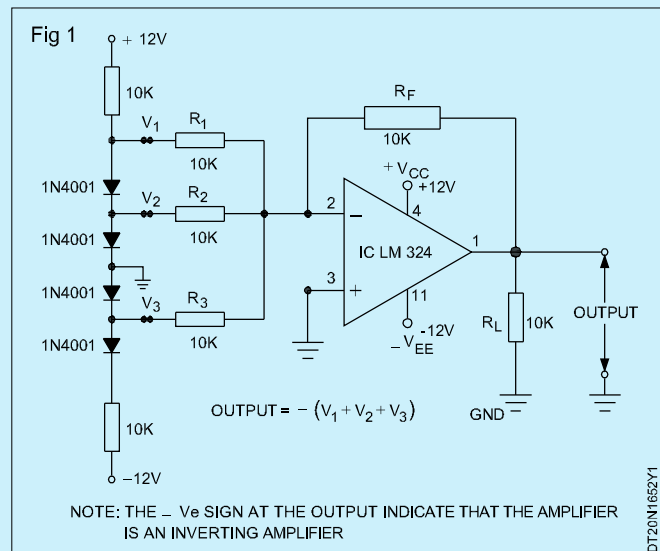 Fig 1
+ 12V
10K
V1
R1
10K
1N4001
V2
R2
10K
1N4001
1N4001
V3
R3
10K
1N4001
10K
−12V
RF
10K
+ VCC
+12V
2
−
4
IC LM 324
1
3
+
11
-12V
− VEE
RL
10K
OUTPUT
GND
OUTPUT = − (V1 + V2 + V3)
NOTE: THE − Ve SIGN AT THE OUTPUT INDICATE THAT THE AMPLIFIER
IS AN INVERTING AMPLIFIER
DT20N1652Y1